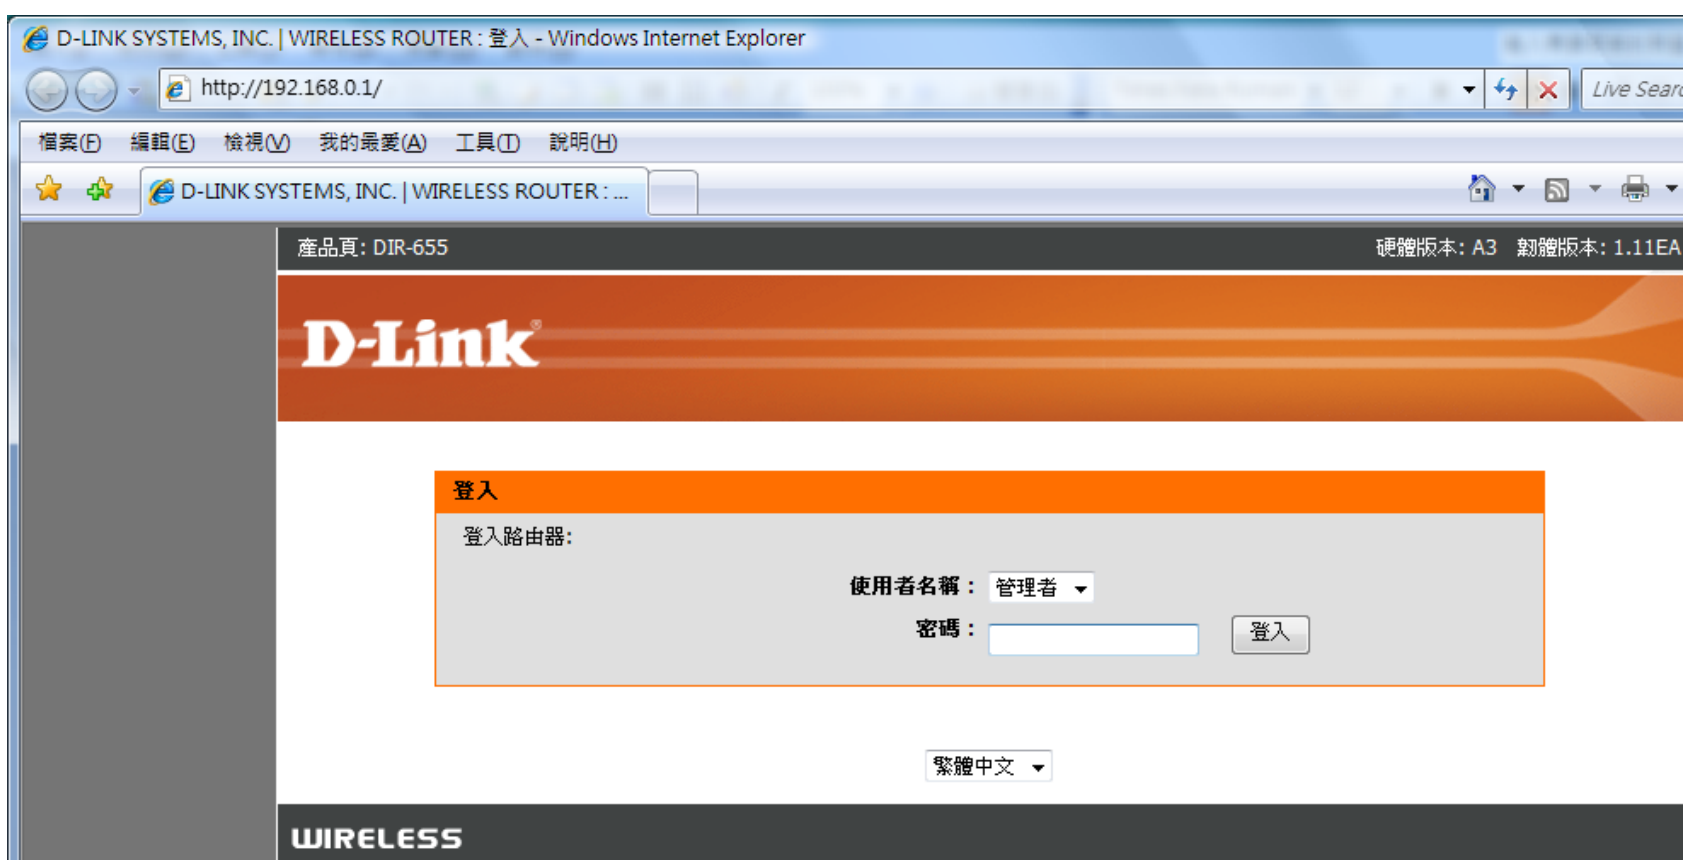 D-LINK SYSTEMS, INC. | WIRELESS ROUTER : 登入 - Windows Internet Explorer
http://192.168.0.1/
Live Searc
檔案(F) 編輯(E) 檢視(V) 我的最愛(A) 工具(T) 說明(H)
D-LINK SYSTEMS, INC. | WIRELESS ROUTER : ...
產品頁: DIR-655 硬體版本: A3 韌體版本: 1.11EA
D-Link®
登入
登入路由器:
使用者名稱 : 管理者
密碼 : 登入
繁體中文
WIRELESS